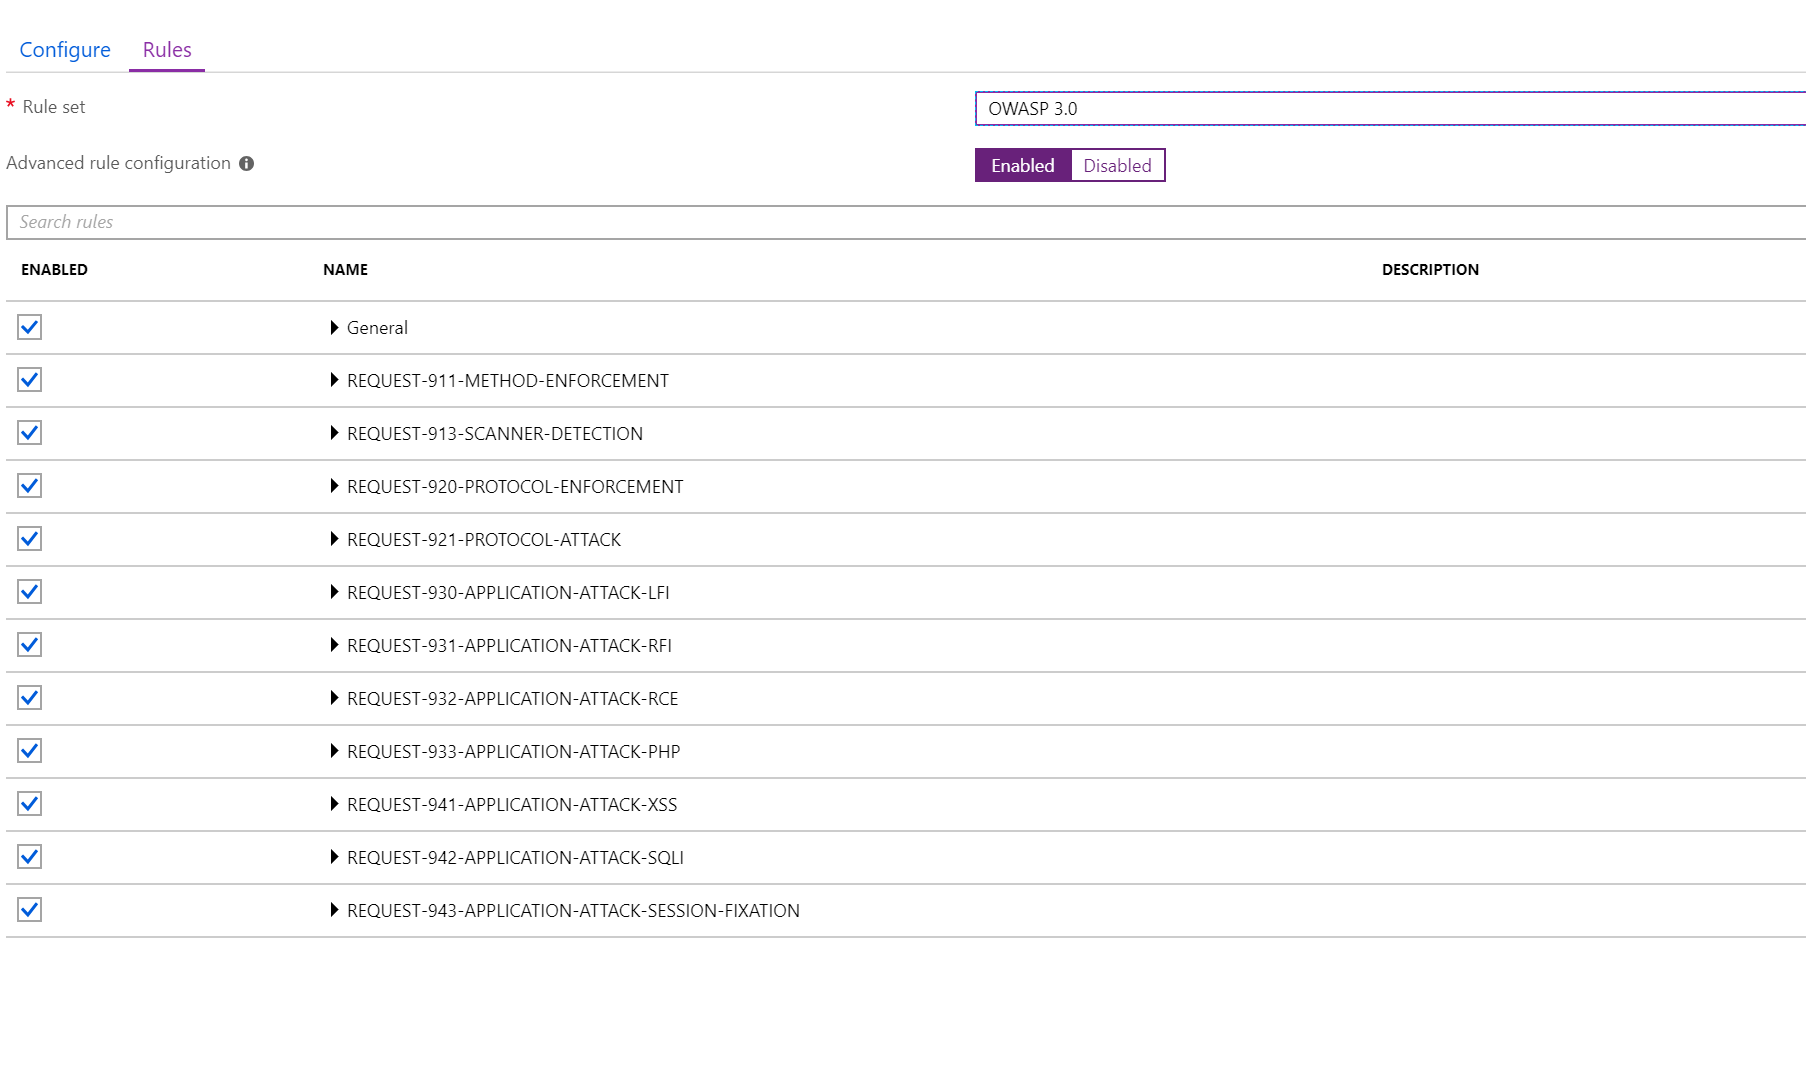 Configure Rules
* Rule set OWASP 3.0
Advanced rule configuration Enabled Disabled
Search rules
ENABLED NAME DESCRIPTION
General
REQUEST-911-METHOD-ENFORCEMENT
REQUEST-913-SCANNER-DETECTION
REQUEST-920-PROTOCOL-ENFORCEMENT
REQUEST-921-PROTOCOL-ATTACK
REQUEST-930-APPLICATION-ATTACK-LFI
REQUEST-931-APPLICATION-ATTACK-RFI
REQUEST-932-APPLICATION-ATTACK-RCE
REQUEST-933-APPLICATION-ATTACK-PHP
REQUEST-941-APPLICATION-ATTACK-XSS
REQUEST-942-APPLICATION-ATTACK-SQLI
REQUEST-943-APPLICATION-ATTACK-SESSION-FIXATION